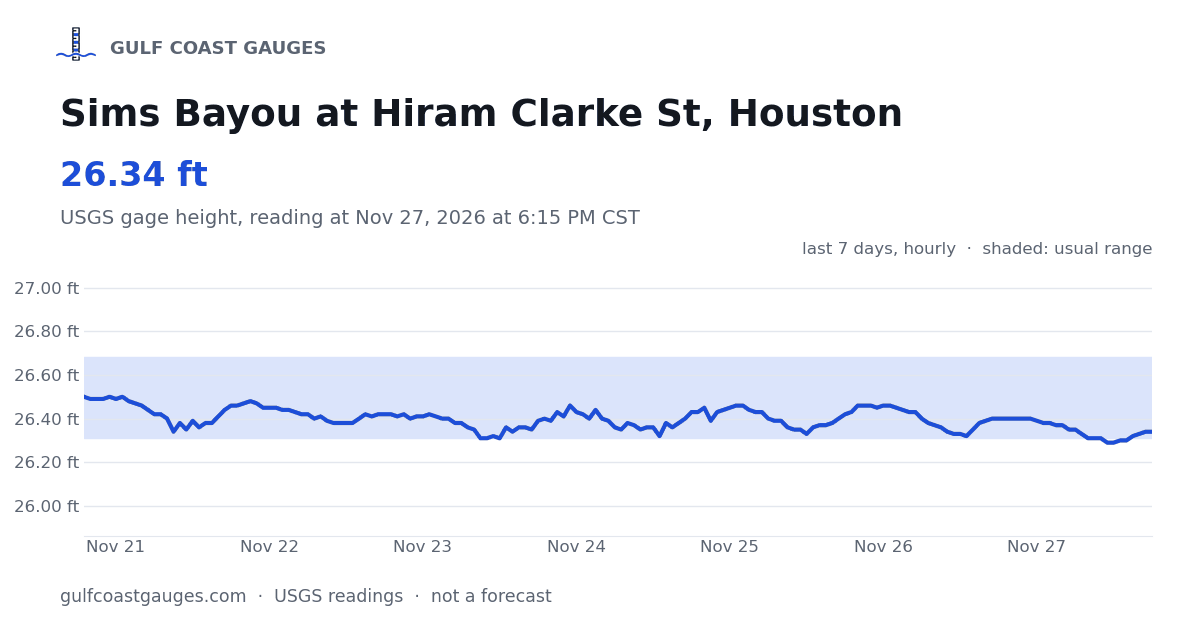 GULF COAST GAUGES
Sims Bayou at Hiram Clarke St, Houston
26.34 ft
USGS gage height, reading at Nov 27, 2026 at 6:15 PM CST
last 7 days, hourly · shaded: usual range
27.00 ft
26.80 ft
26.60 ft
26.40 ft
26.20 ft
26.00 ft
Nov 21 Nov 22 Nov 23 Nov 24 Nov 25 Nov 26 Nov 27
gulfcoastgauges.com · USGS readings · not a forecast